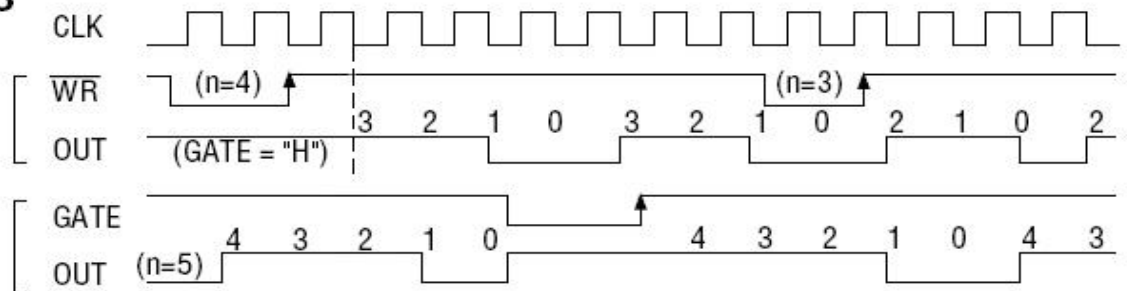 CLK
WR (n=4) (n=3)
3 2 1 0 3 2 1 0 2 1 0 2
OUT (GATE = "H")
GATE
4 3 2 1 0 4 3 2 1 0 4 3
OUT (n=5)